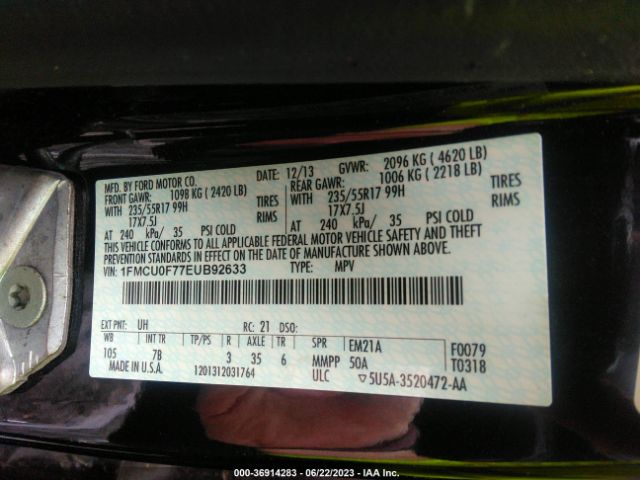 MFD. BY FORD MOTOR CO. DATE: 12/13 GVWR: 2096 KG ( 4620 LB)
FRONT GAWR: 1098 KG ( 2420 LB) REAR GAWR: 1006 KG ( 2218 LB)
WITH 235/55R17 99H TIRES WITH 235/55R17 99H TIRES
17X7.5J RIMS 17X7.5J RIMS
AT 240 kPa/ 35 PSI COLD AT 240 kPa/ 35 PSI COLD
THIS VEHICLE CONFORMS TO ALL APPLICABLE FEDERAL MOTOR VEHICLE SAFETY AND THEFT
PREVENTION STANDARDS IN EFFECT ON THE DATE OF MANUFACTURE SHOWN ABOVE.
VIN: 1FMCU0F77EUB92633 TYPE: MPV
EXT PNT: UH RC: 21 DSO:
WB INT TR TP/PS R AXLE TR SPR EM21A F0079
105 7B 3 35 6 MMPP 50A T0318
MADE IN U.S.A. 1201312031764 ULC ▽5U5A-3520472-AA
000-36914283 - 06/22/2023 - IAA Inc.